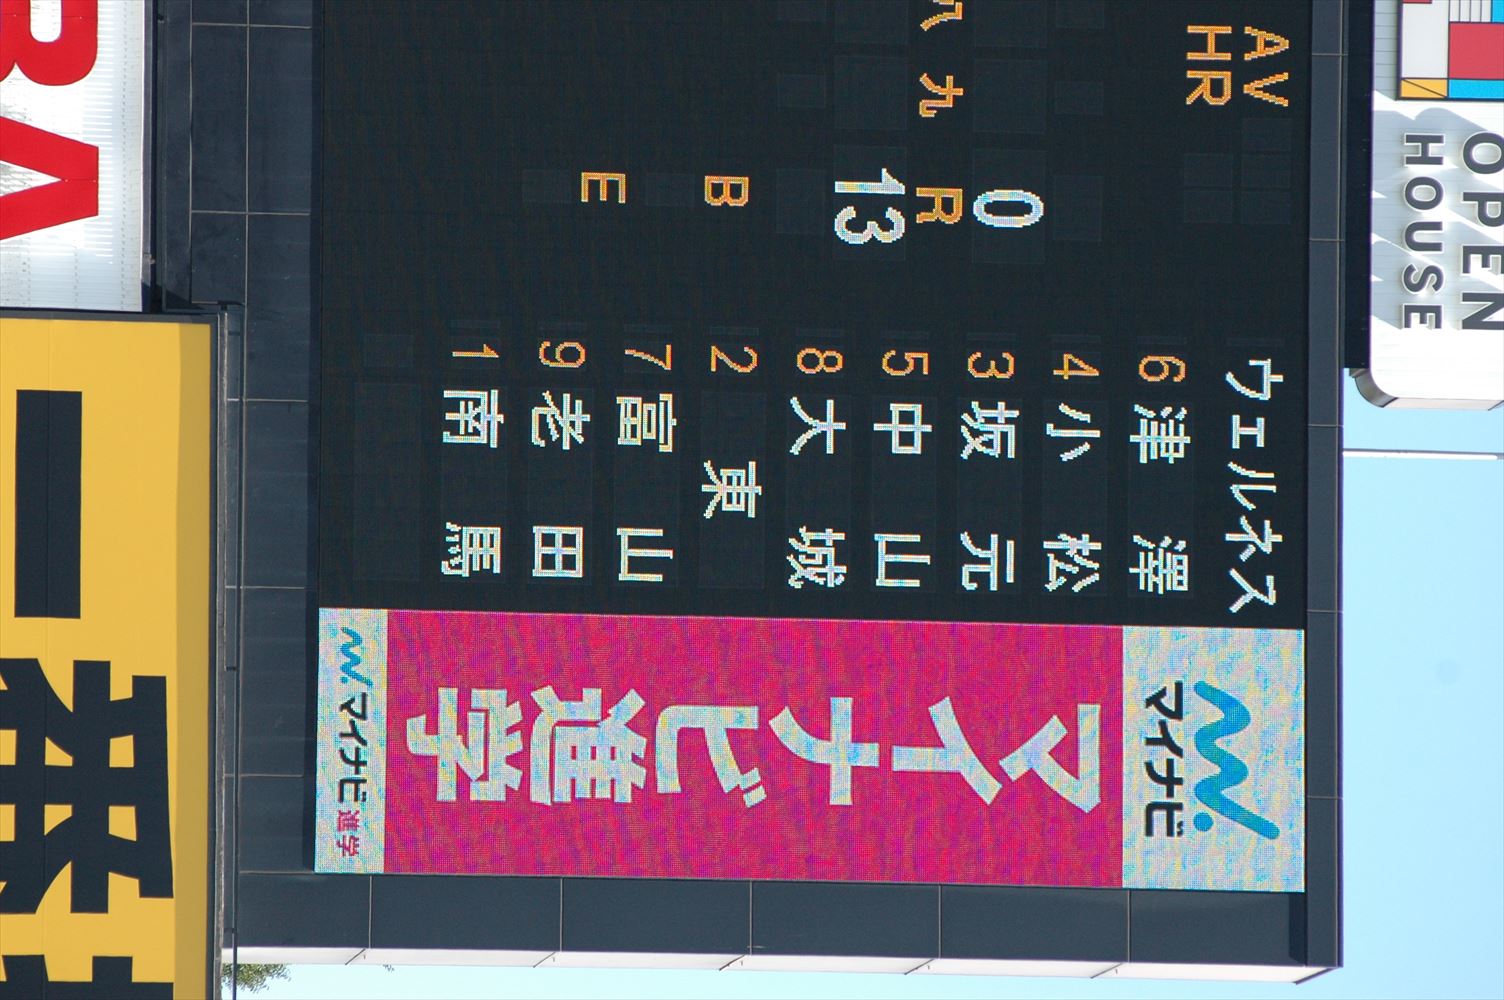 OPEN
HOUSE
AV
HR
九 R
0
13
B
E
ウェルネス
6 津澤
4 小松
3 坂元
5 中山
8 大城
2 東
7 富山
9 老田
1 南馬
マイナビ
マイナビ進学
マイナビ進学